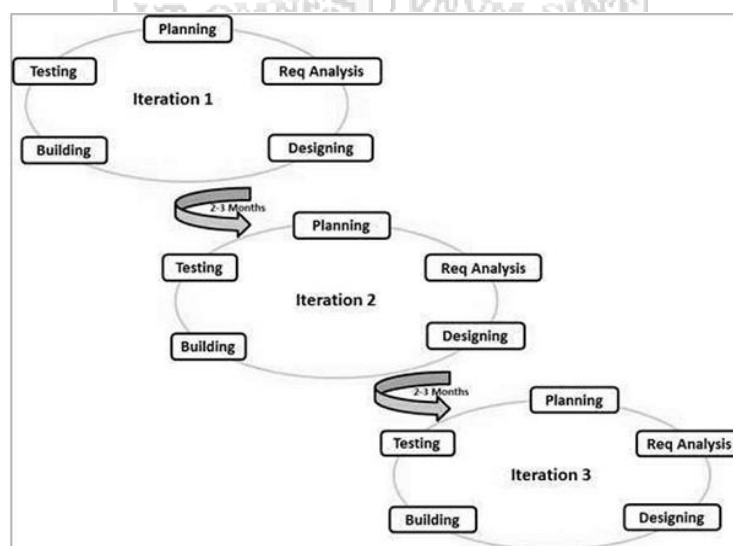 Planning
Testing
Req Analysis
Iteration 1
Building
Designing
2-3 Months
Planning
Testing
Req Analysis
Iteration 2
Building
Designing
2-3 Months
Planning
Testing
Req Analysis
Iteration 3
Building
Designing